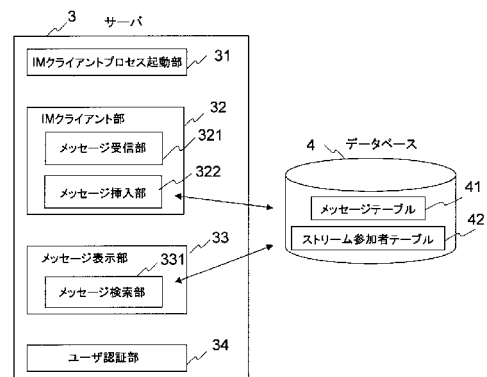 3
サーバ
IMクライアントプロセス起動部
31
IMクライアント部
32
メッセージ受信部
321
メッセージ挿入部
322
メッセージ表示部
33
331
メッセージ検索部
ユーザ認証部
34
データベース
4
メッセージテーブル
41
ストリーム参加者テーブル
42